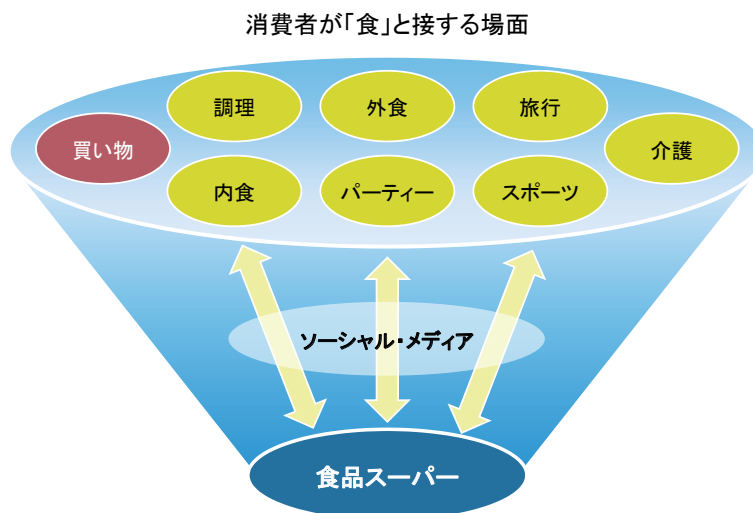 消費者が「食」と接する場面
調理
外食
旅行
買い物
介護
内食
パーティー
スポーツ
ソーシャル・メディア
食品スーパー